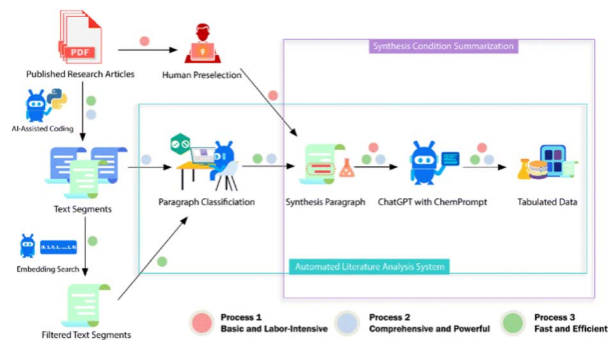 Synthesis Condition Summarization
PDF
Published Research Articles
Human Preselection
AI-Assisted Coding
Text Segments
Paragraph Classificiation
Synthesis Paragraph
ChatGPT with ChemPrompt
Tabulated Data
Embedding Search
Automated Literature Analysis System
Filtered Text Segments
Process 1
Basic and Labor-Intensive
Process 2
Comprehensive and Powerful
Process 3
Fast and Efficient